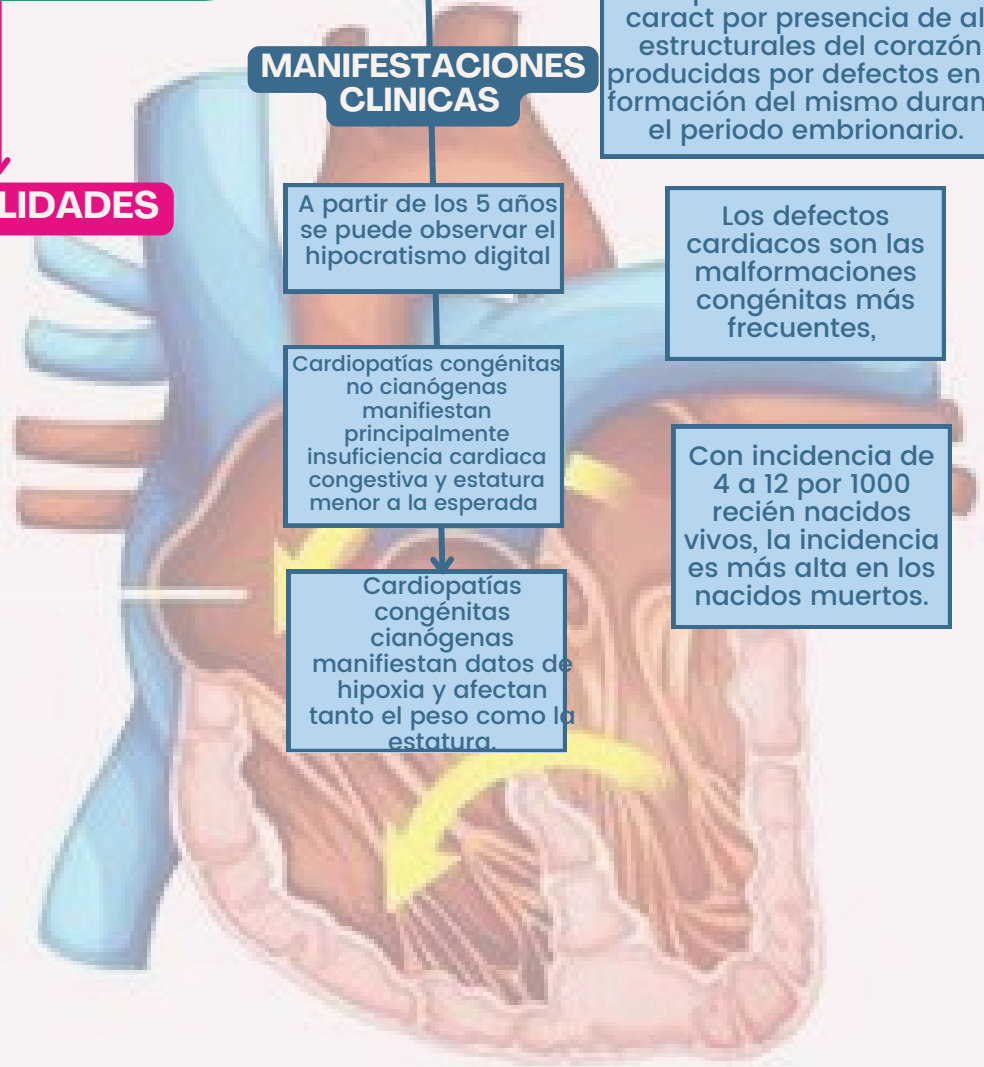 MANIFESTACIONES
CLINICAS
LIDADES
A partir de los 5 años
se puede observar el
hipocratismo digital
Cardiopatías congénitas
no cianógenas
manifiestan
principalmente
insuficiencia cardiaca
congestiva y estatura
menor a la esperada
Cardiopatías
congénitas
cianógenas
manifiestan datos de
hipoxia y afectan
tanto el peso como la
estatura.
caract por presencia de al
estructurales del corazón
producidas por defectos en
formación del mismo duran
el periodo embrionario.
Los defectos
cardiacos son las
malformaciones
congénitas más
frecuentes,
Con incidencia de
4 a 12 por 1000
recién nacidos
vivos, la incidencia
es más alta en los
nacidos muertos.